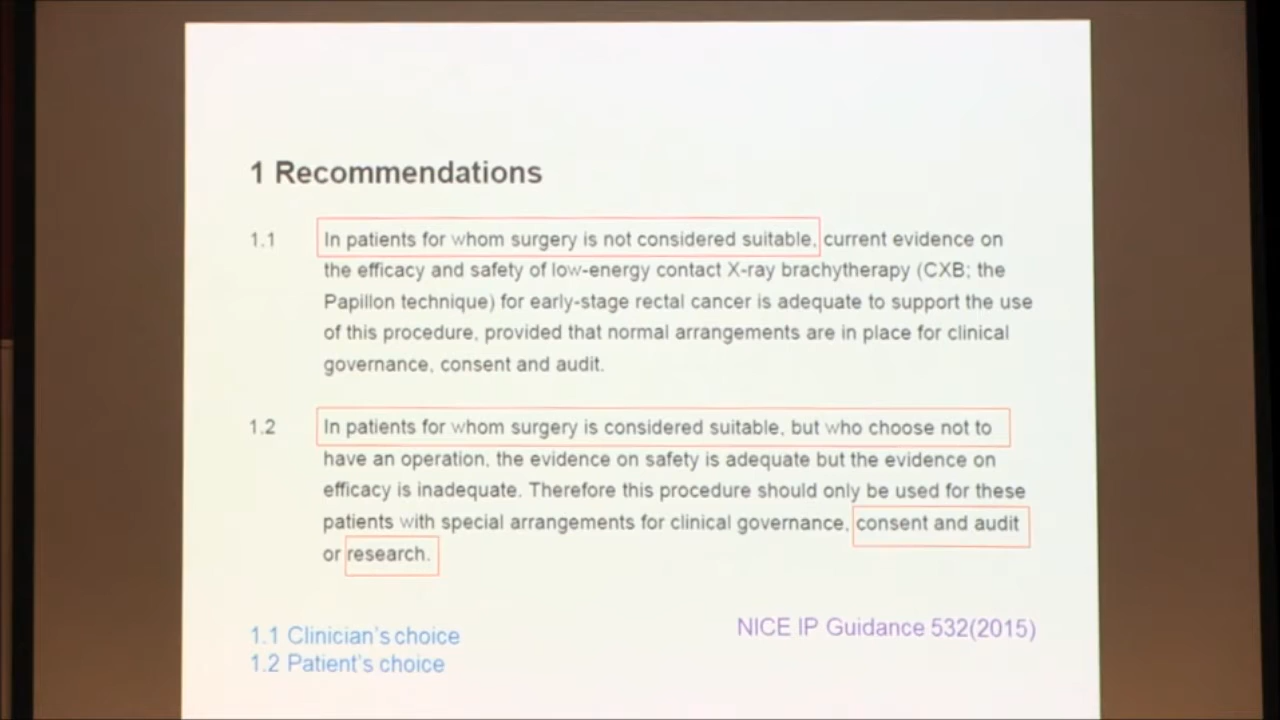 1 Recommendations
1.1 In patients for whom surgery is not considered suitable, current evidence on
the efficacy and safety of low-energy contact X-ray brachytherapy (CXB; the
Papillon technique) for early-stage rectal cancer is adequate to support the use
of this procedure, provided that normal arrangements are in place for clinical
governance, consent and audit.
1.2 In patients for whom surgery is considered suitable, but who choose not to
have an operation, the evidence on safety is adequate but the evidence on
efficacy is inadequate. Therefore this procedure should only be used for these
patients with special arrangements for clinical governance, consent and audit
or research.
1.1 Clinician's choice
1.2 Patient's choice
NICE IP Guidance 532(2015)